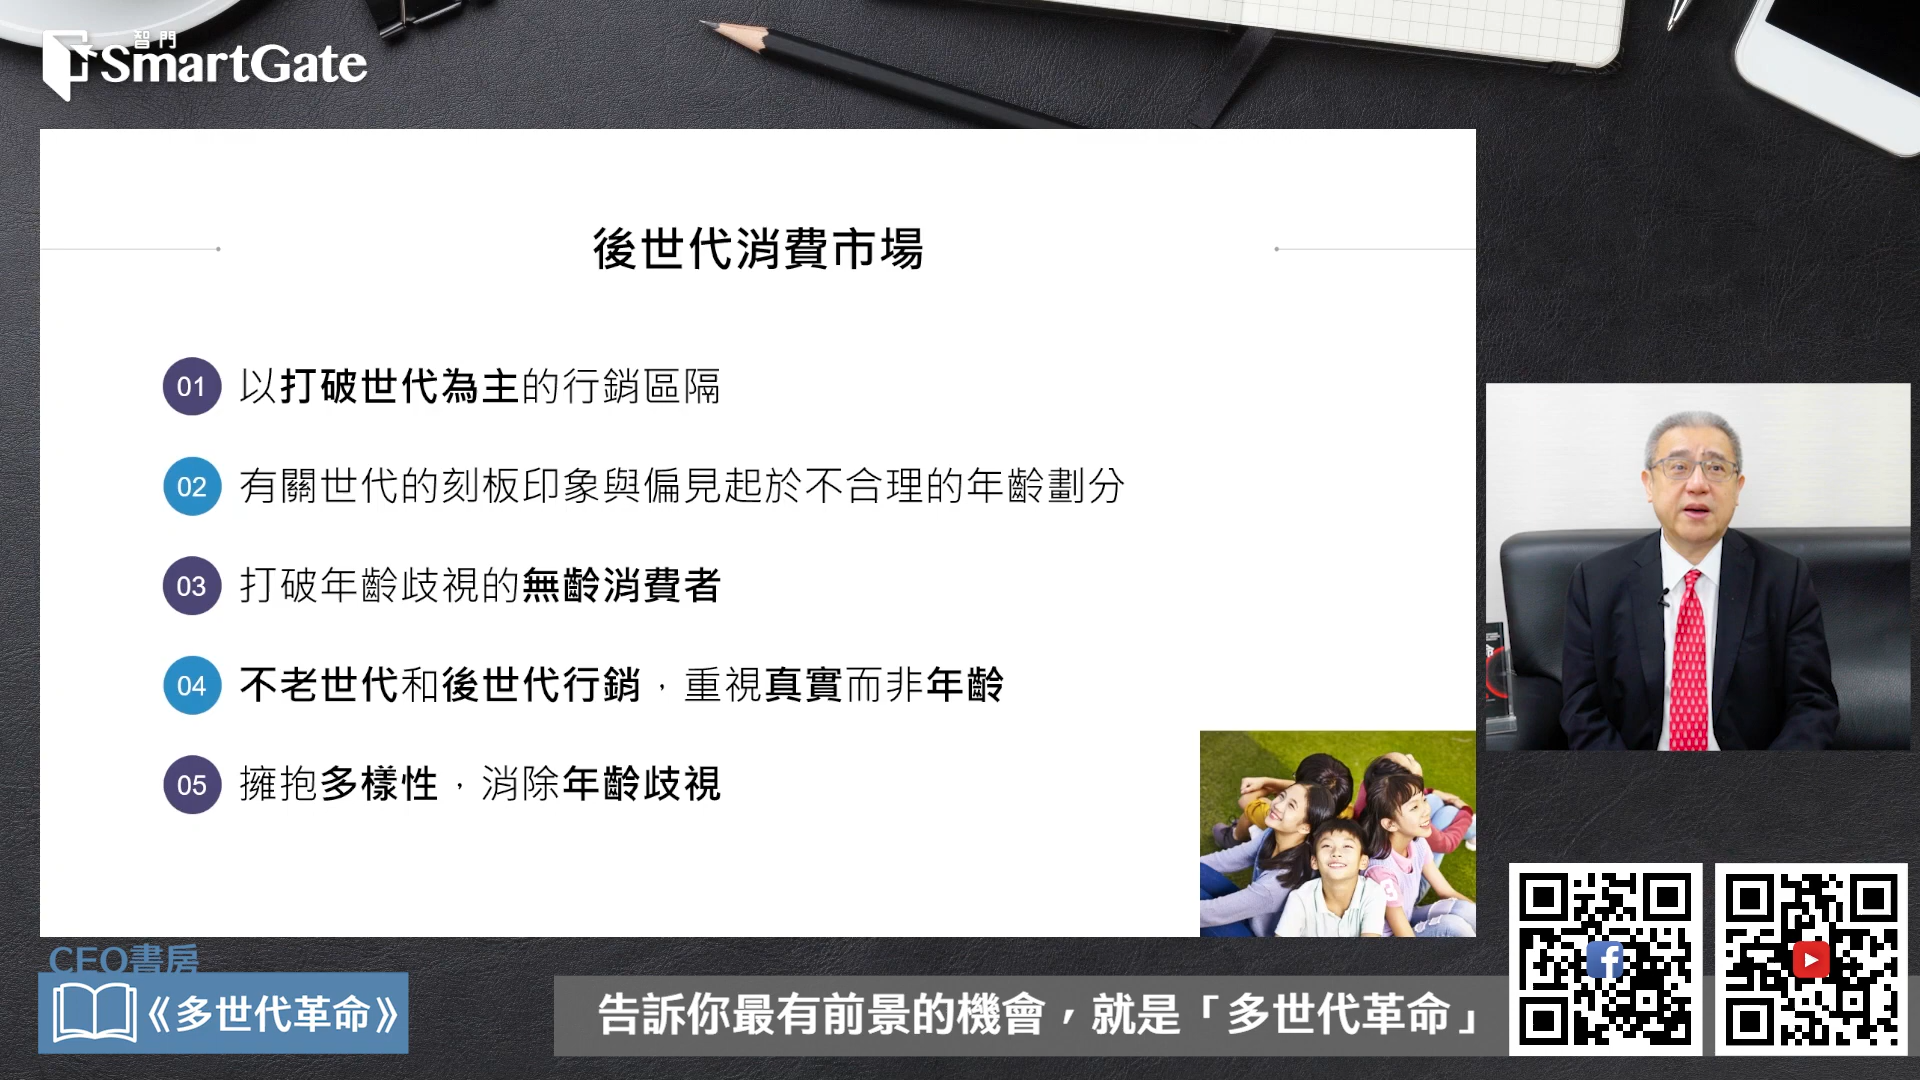 智門
SmartGate
後世代消費市場
01 以打破世代為主的行銷區隔
02 有關世代的刻板印象與偏見起於不合理的年齡劃分
03 打破年齡歧視的無齡消費者
04 不老世代和後世代行銷，重視真實而非年齡
05 擁抱多樣性，消除年齡歧視
CEO書房
《多世代革命》
告訴你最有前景的機會，就是「多世代革命」